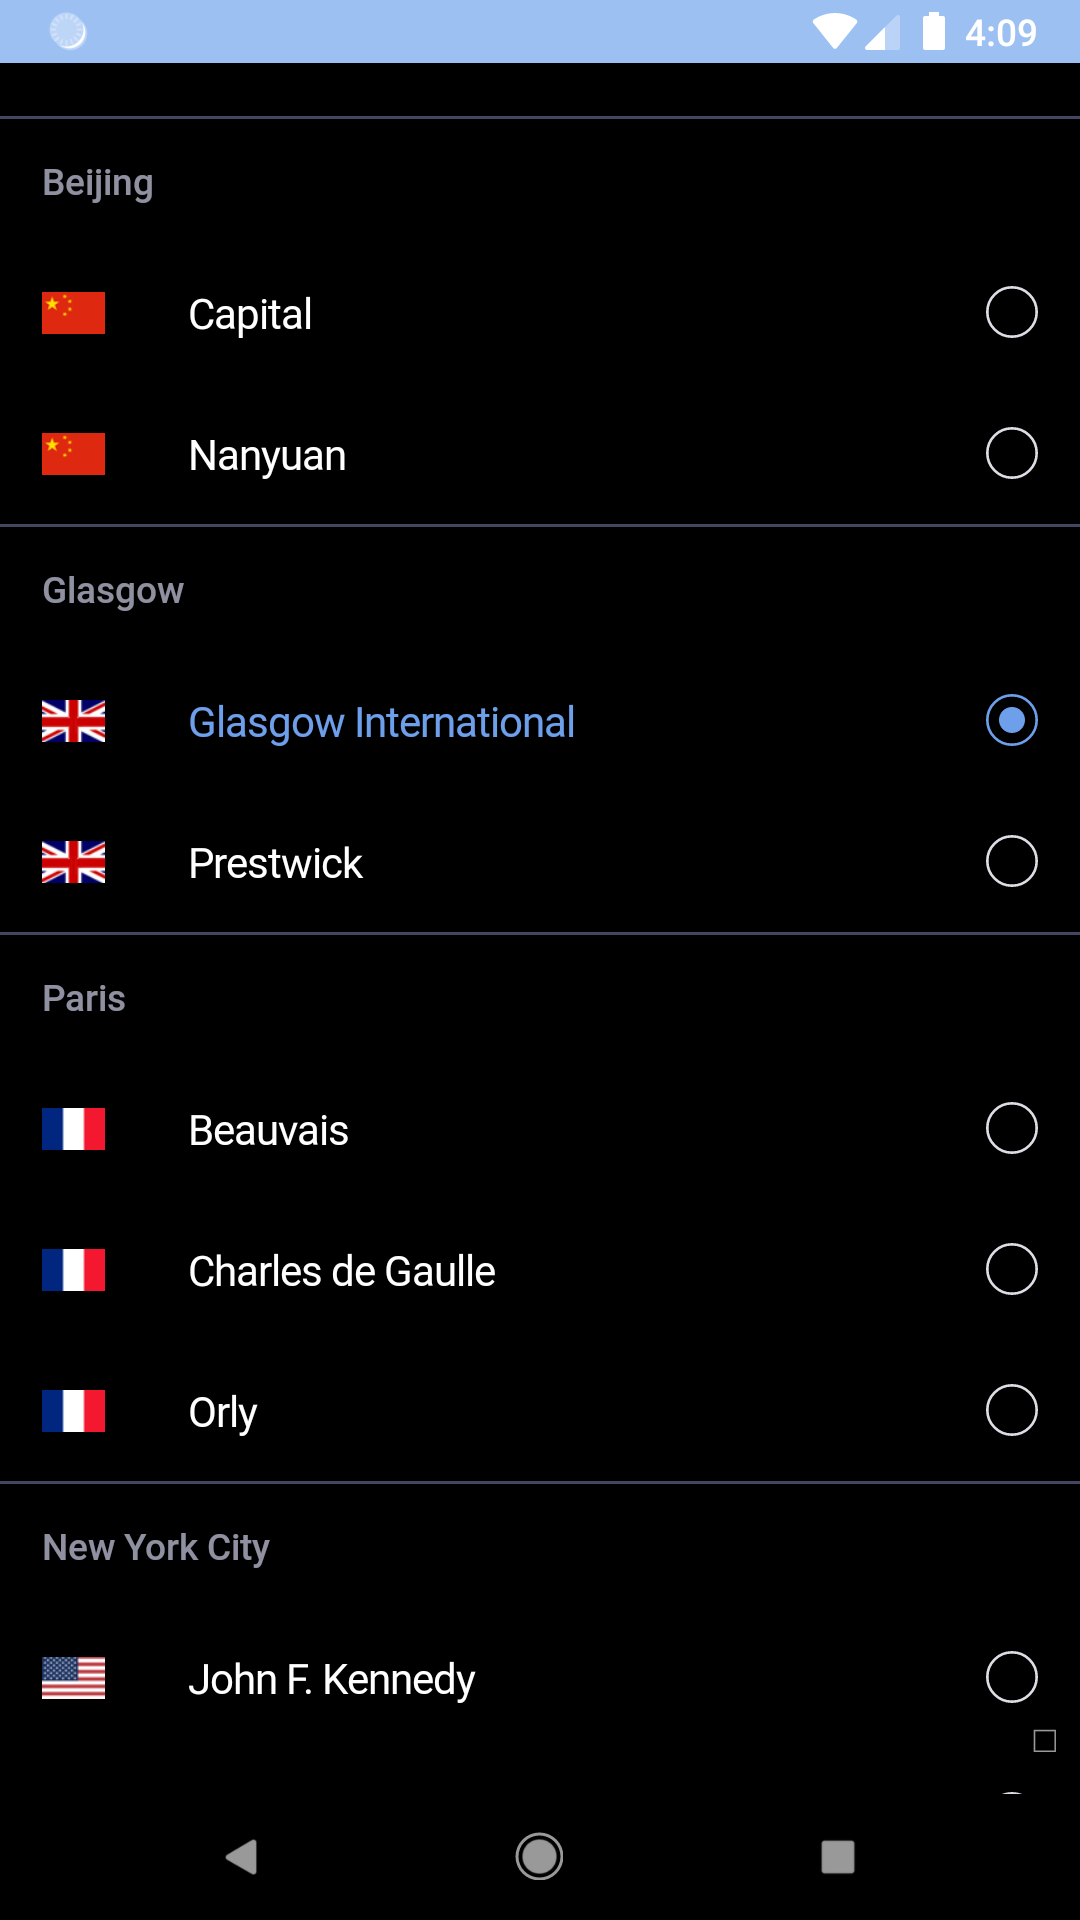 4:09
Beijing
Capital
Nanyuan
Glasgow
Glasgow International
Prestwick
Paris
Beauvais
Charles de Gaulle
Orly
New York City
John F. Kennedy